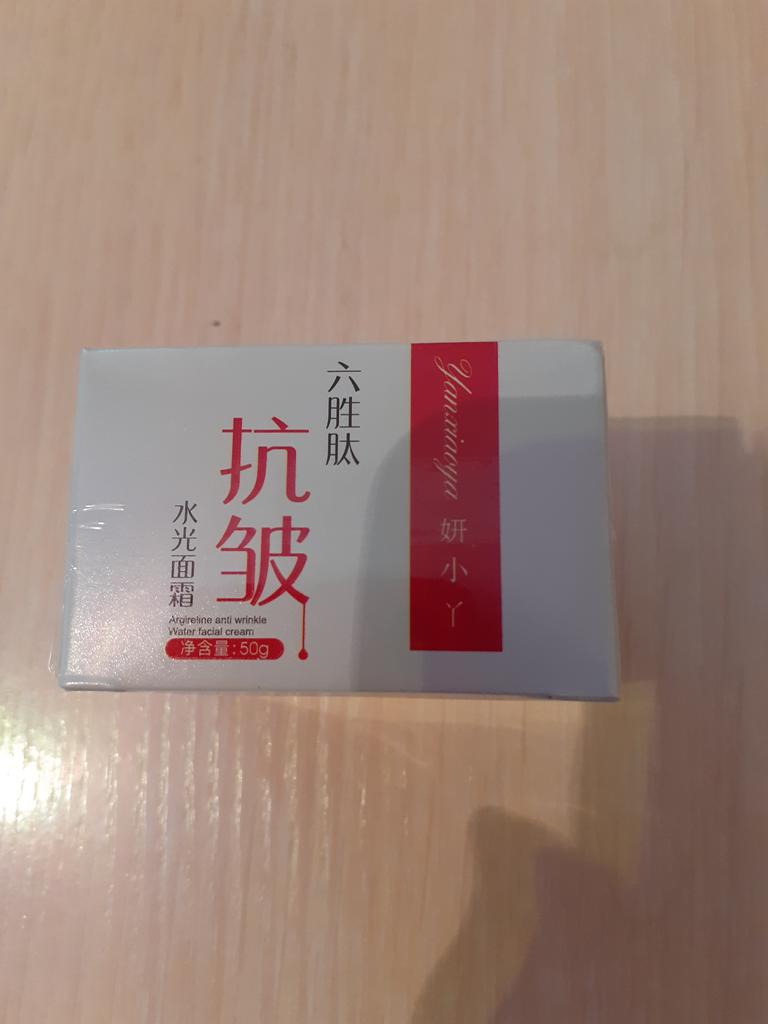 Yanxiaoya
妍小丫
六胜肽
抗皱
水光面霜
Argireline anti wrinkle
Water facial cream
净含量:50g